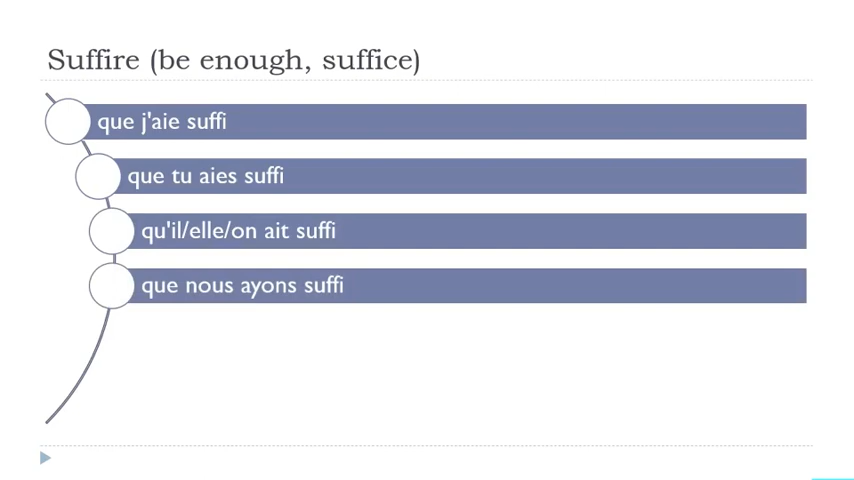 Suffire (be enough, suffice)
que j'aie suffi
que tu aies suffi
qu'il/elle/on ait suffi
que nous ayons suffi